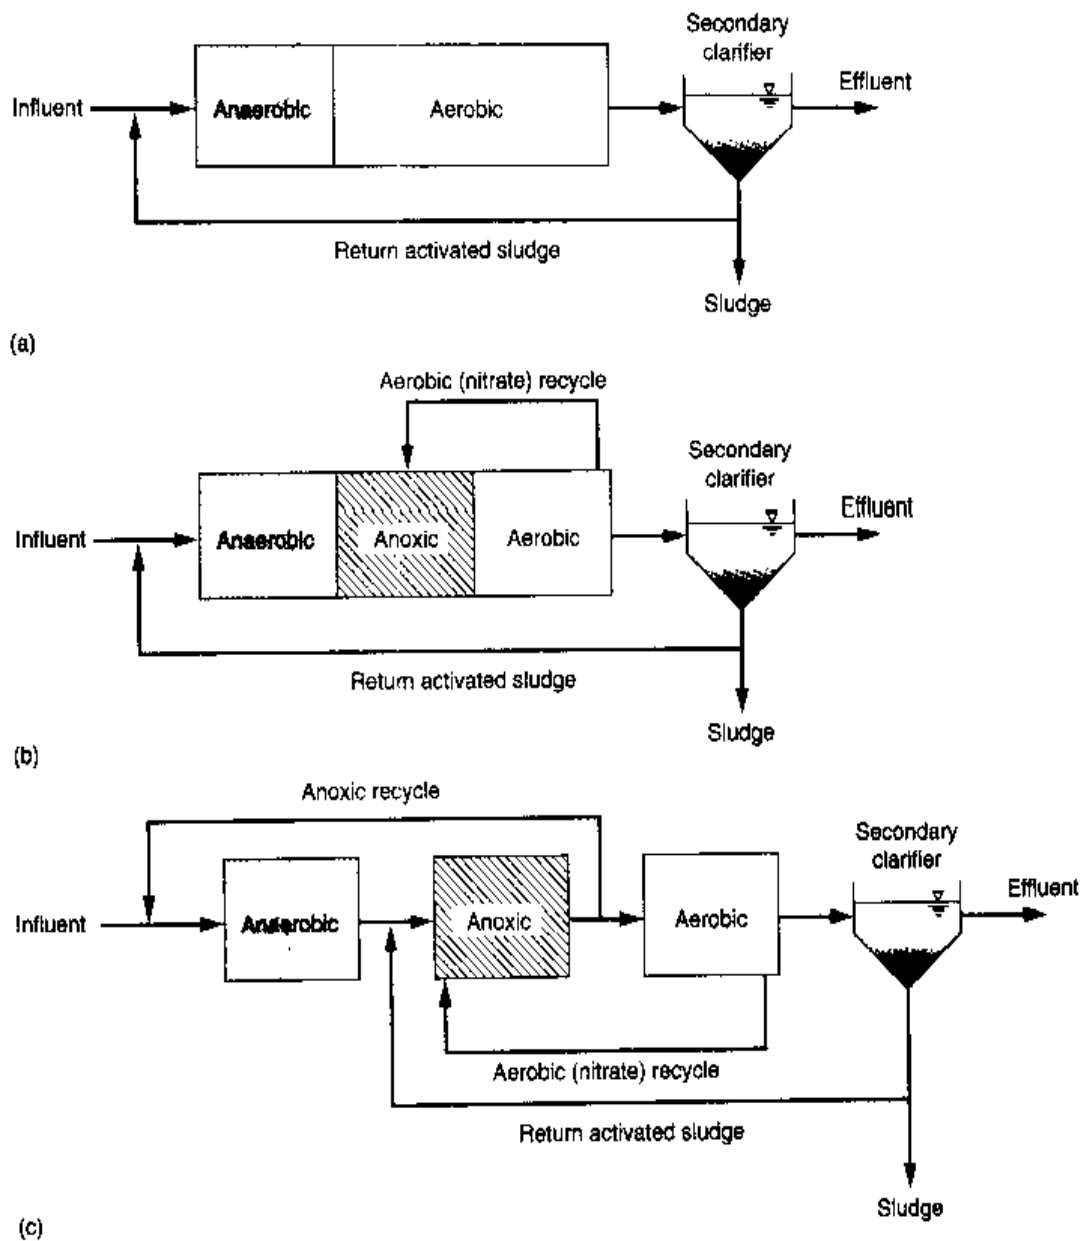 Secondary
clarifier
Influent
Anaerobic
Aerobic
Effluent
Return activated sludge
Sludge
(a)
Aerobic (nitrate) recycle
Secondary
clarifier
Influent
Anaerobic
Anoxic
Aerobic
Effluent
Return activated sludge
Sludge
(b)
Anoxic recycle
Secondary
clarifier
Influent
Anaerobic
Anoxic
Aerobic
Effluent
Aerobic (nitrate) recycle
Return activated sludge
Sludge
(c)